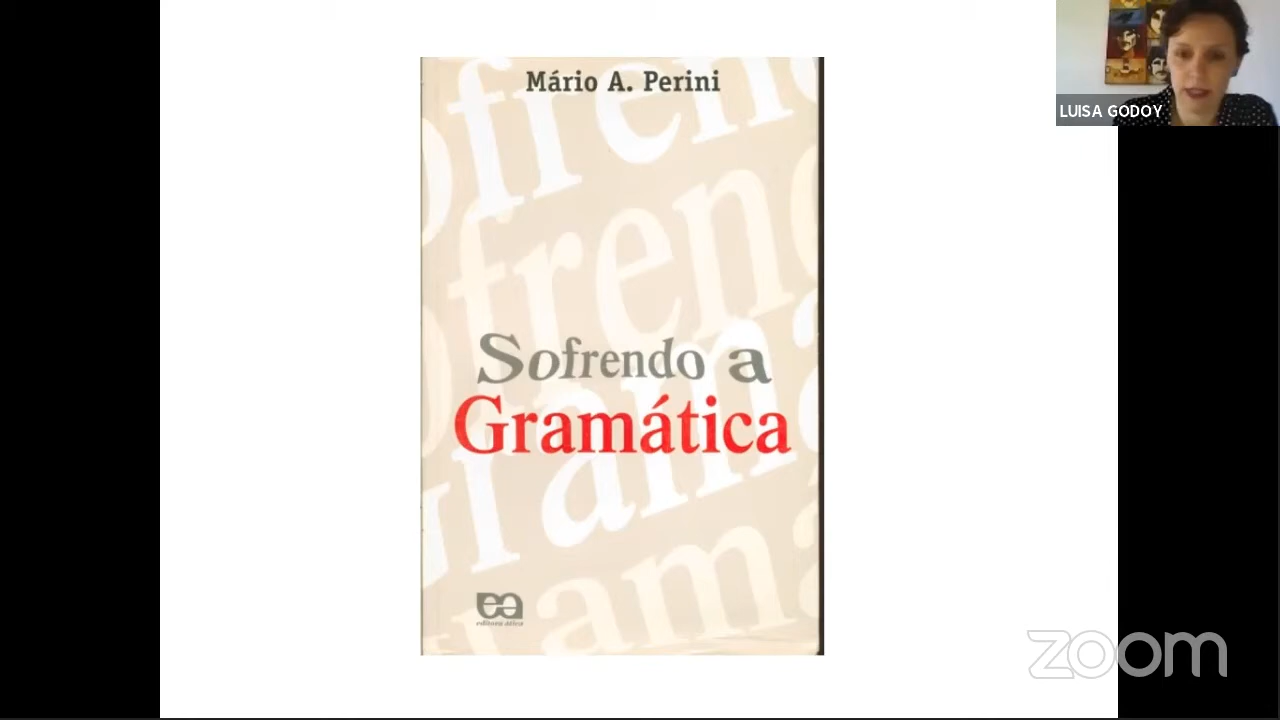 Mário A. Perini
Sofrendo a
Gramática
editora ática
LUISA GODOY
zoom